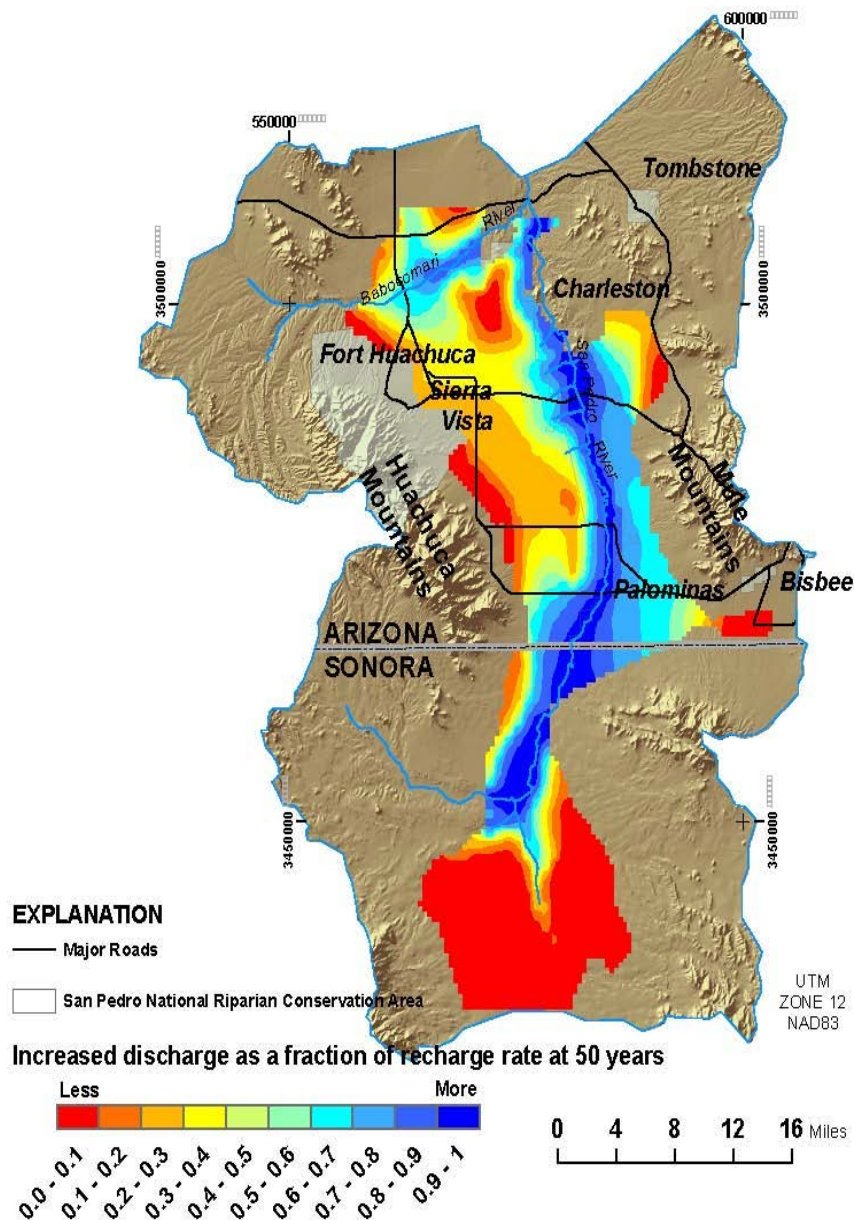 600000
550000
Tombstone
River
Babocomari
3500000
3500000
Charleston
Fort Huachuca
San Pedro
Sierra
Vista
River
Huachuca
Mountains
Mule
Mountains
Palominas
Bisbee
ARIZONA
SONORA
3450000
3450000
EXPLANATION
Major Roads
San Pedro National Riparian Conservation Area
UTM
ZONE 12
NAD83
Increased discharge as a fraction of recharge rate at 50 years
Less
More
0.0 - 0.1
0.1 - 0.2
0.2 - 0.3
0.3 - 0.4
0.4 - 0.5
0.5 - 0.6
0.6 - 0.7
0.7 - 0.8
0.8 - 0.9
0.9 - 1
0 4 8 12 16 Miles